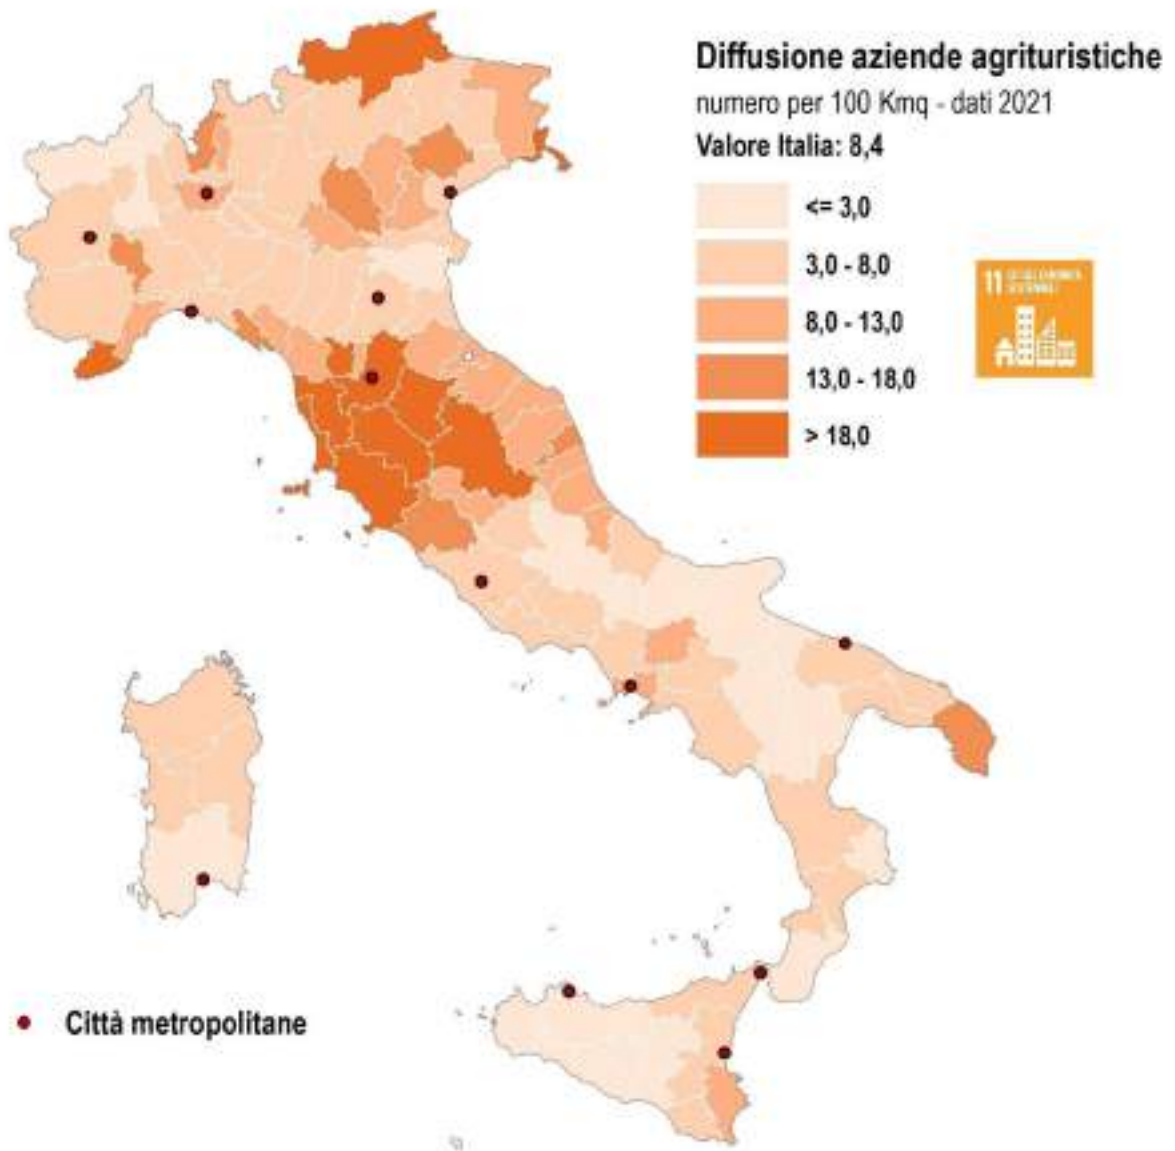 Diffusione aziende agrituristiche
numero per 100 Kmq - dati 2021
Valore Italia: 8,4
<= 3,0
3,0 - 8,0
8,0 - 13,0
13,0 - 18,0
> 18,0
11
Città metropolitane